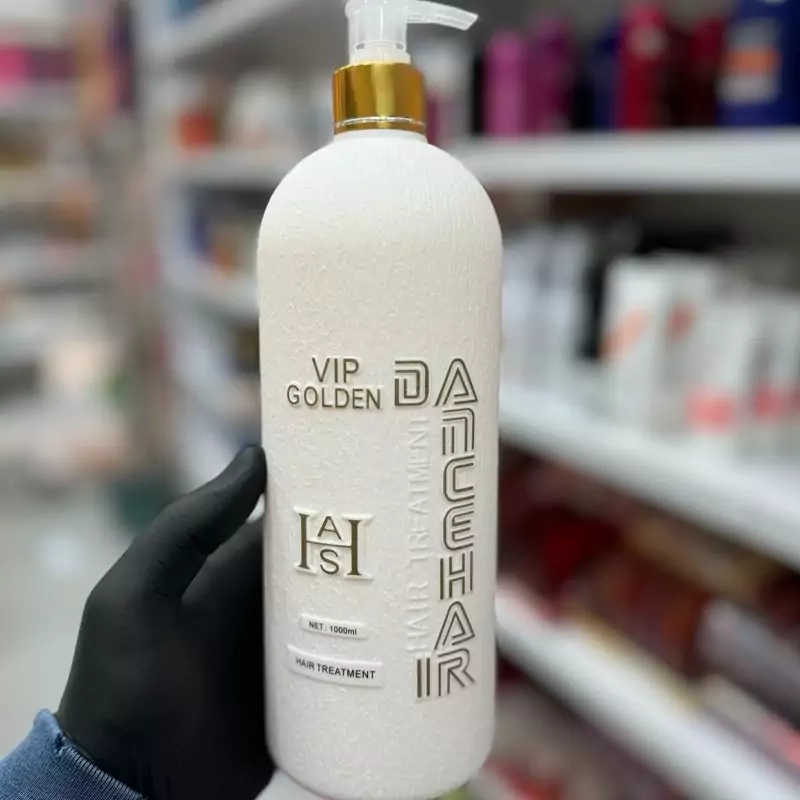 VIP
GOLDEN
DANCEHAIR
HAIR TREATMENT
HAS
NET : 1000ml
HAIR TREATMENT